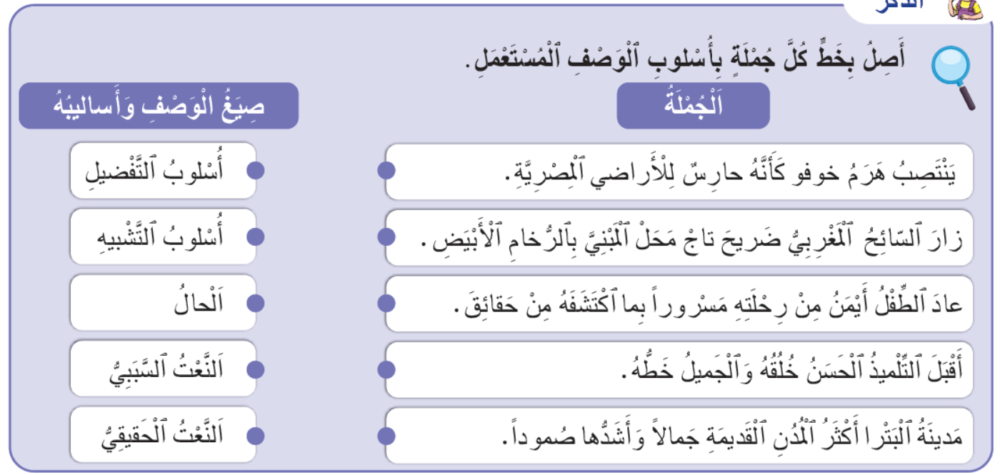 أَصِلُ بِخَطٍّ كُلَّ جُمْلَةٍ بِأُسْلوبِ ٱلْوَصْفِ ٱلْمُسْتَعْمَلِ.
اَلْجُمْلَةُ
صِيَغُ الْوَصْفِ وَأَساليبُهُ
يَنْتَصِبُ هَرَمُ خوفو كَأَنَّهُ حارِسٌ لِلْأَراضي ٱلْمِصْرِيَّةِ.
أُسْلوبُ ٱلتَّفْضيلِ
زارَ ٱلسّائِحُ ٱلْمَغْرِبِيُّ ضَريحَ تاجْ مَحَلْ ٱلْمَبْنِيَّ بِٱلرُّخامِ ٱلْأَبْيَضِ.
أُسْلوبُ ٱلتَّشْبيهِ
عادَ ٱلطِّفْلُ أَيْمَنُ مِنْ رِحْلَتِهِ مَسْروراً بِما ٱكْتَشَفَهُ مِنْ حَقائِقَ.
اَلْحالُ
أَقْبَلَ ٱلتِّلْميذُ ٱلْحَسَنُ خُلُقُهُ وَٱلْجَميلُ خَطُّهُ.
اَلنَّعْتُ ٱلسَّبَبِيُّ
مَدينَةُ ٱلْبَتْرا أَكْثَرُ ٱلْمُدُنِ ٱلْقَديمَةِ جَمالاً وَأَشَدُّها صُموداً.
اَلنَّعْتُ ٱلْحَقيقِيُّ